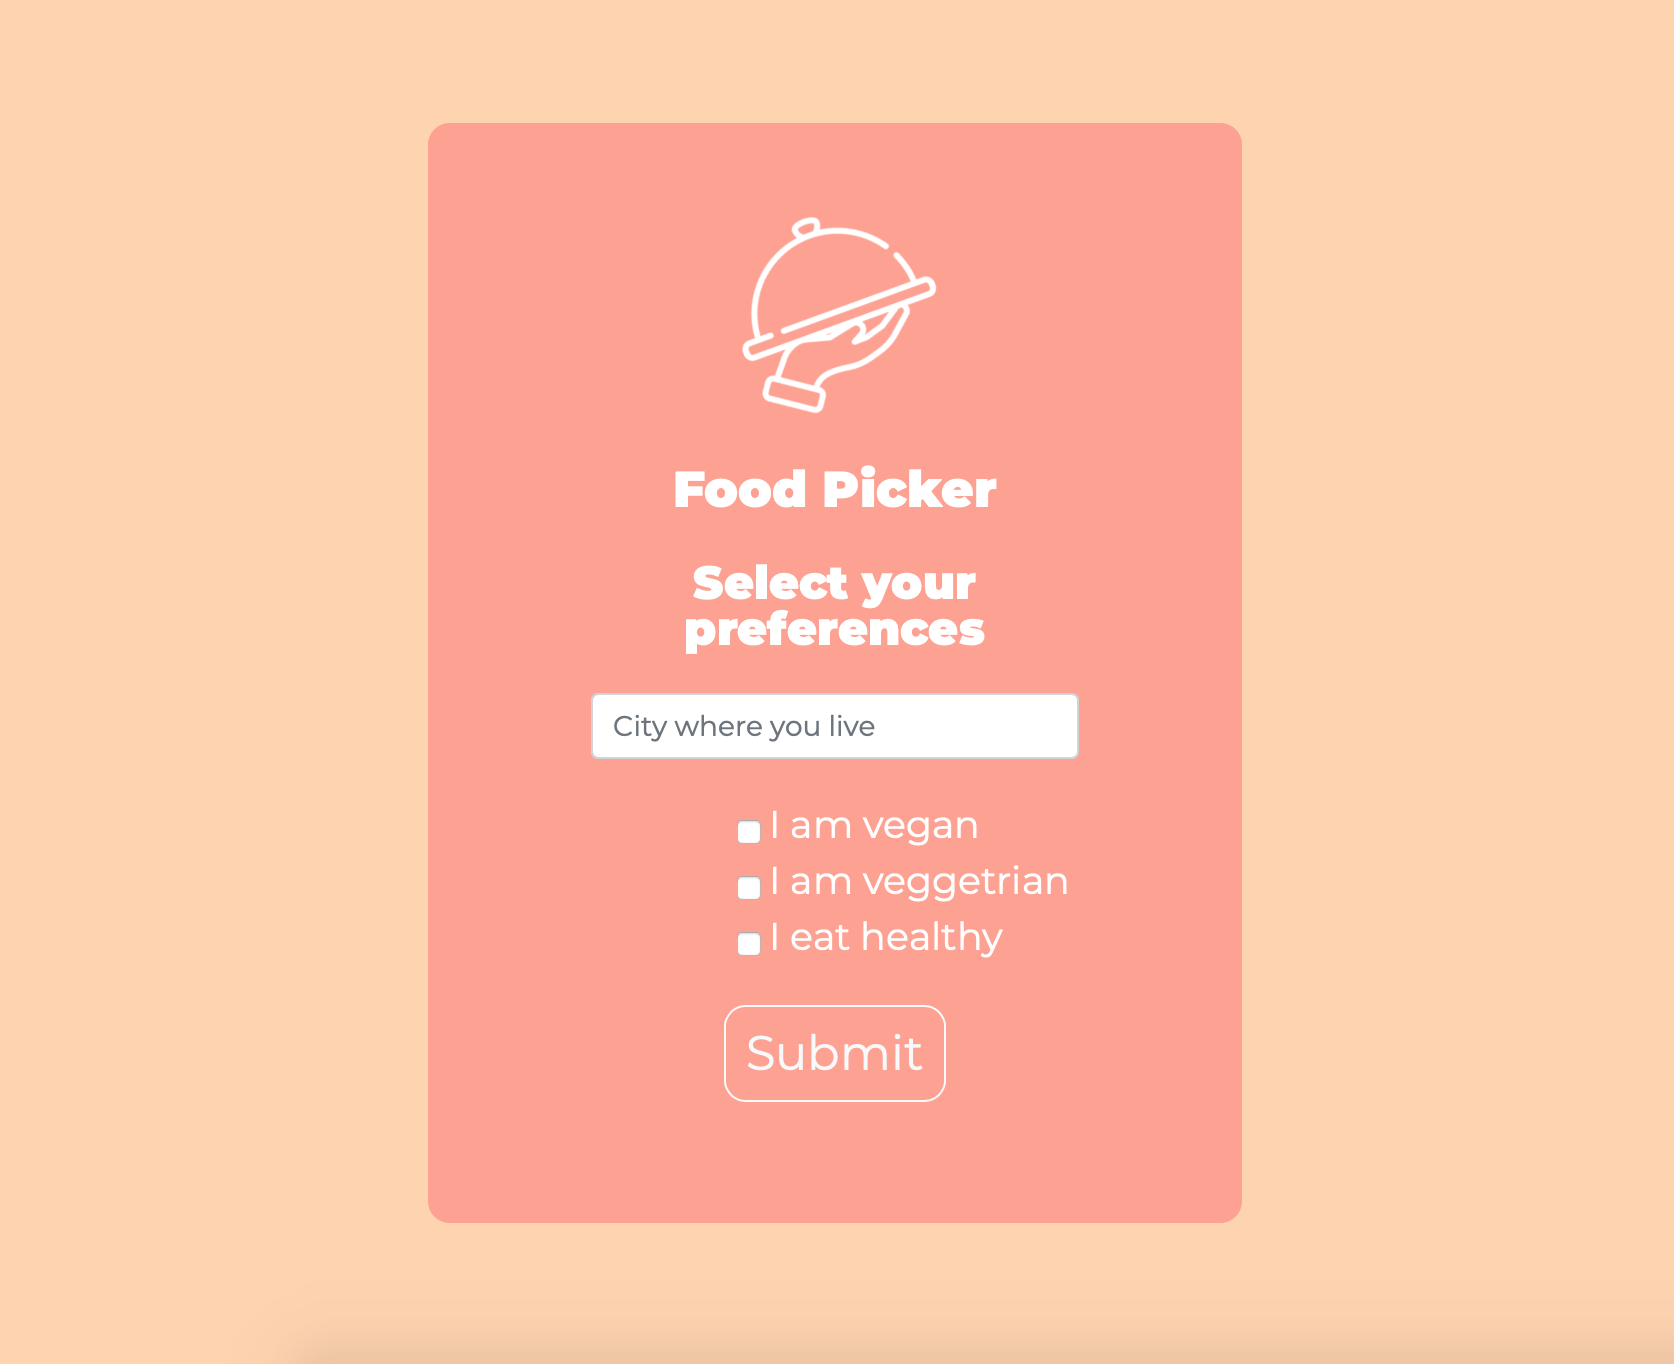 Food Picker
Select your
preferences
City where you live
I am vegan
I am veggetrian
I eat healthy
Submit